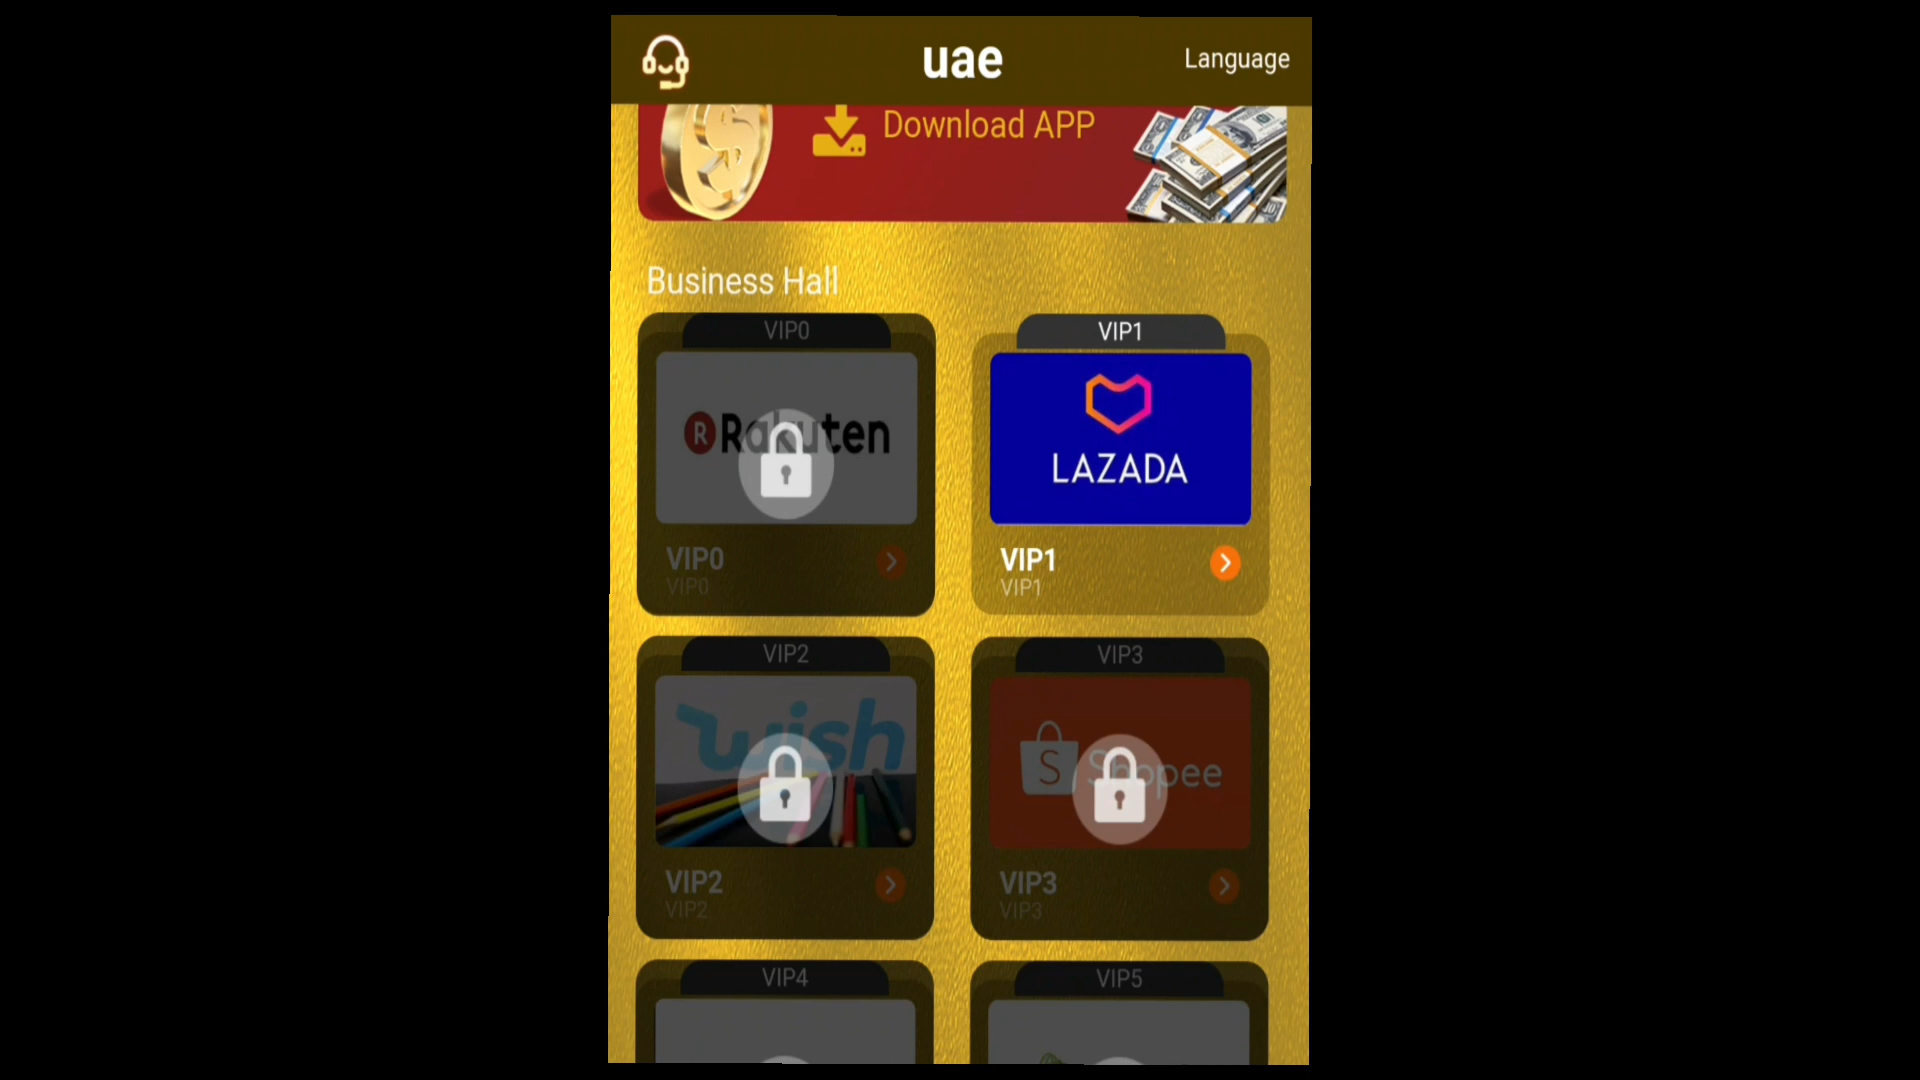 uae
Language
Download APP
Business Hall
VIP0
VIP1
R Rakuten
LAZADA
VIP0
VIP0
VIP1
VIP1
VIP2
VIP3
wish
S Shopee
VIP2
VIP2
VIP3
VIP3
VIP4
VIP5